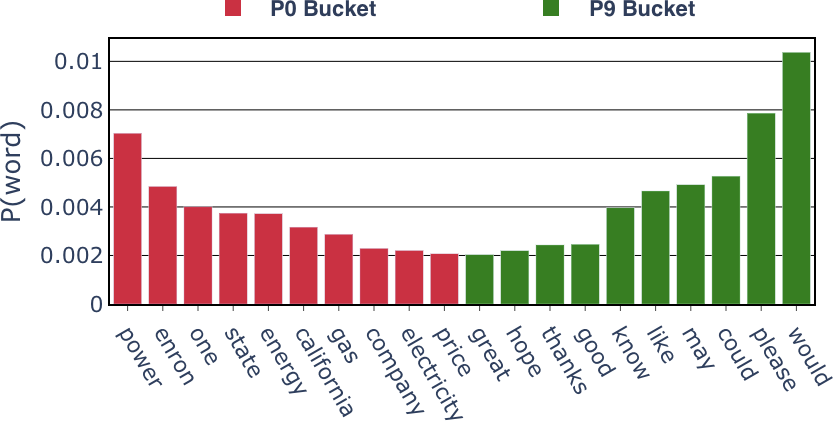 P0 Bucket
P9 Bucket
P(word)
0.01
0.008
0.006
0.004
0.002
0
power
enron
one
state
energy
california
gas
company
electricity
price
great
hope
thanks
good
know
like
may
could
please
would